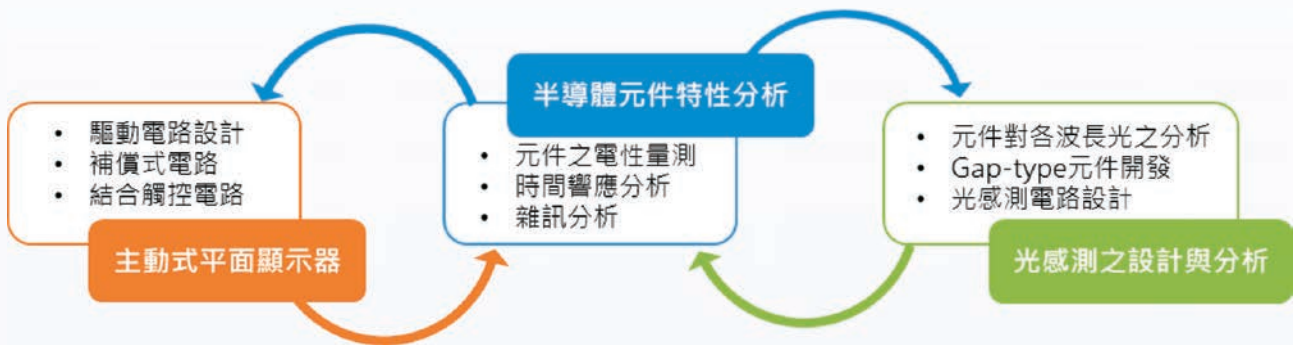 驅動電路設計
補償式電路
結合觸控電路
主動式平面顯示器
半導體元件特性分析
元件之電性量測
時間響應分析
雜訊分析
元件對各波長光之分析
Gap-type元件開發
光感測電路設計
光感測之設計與分析